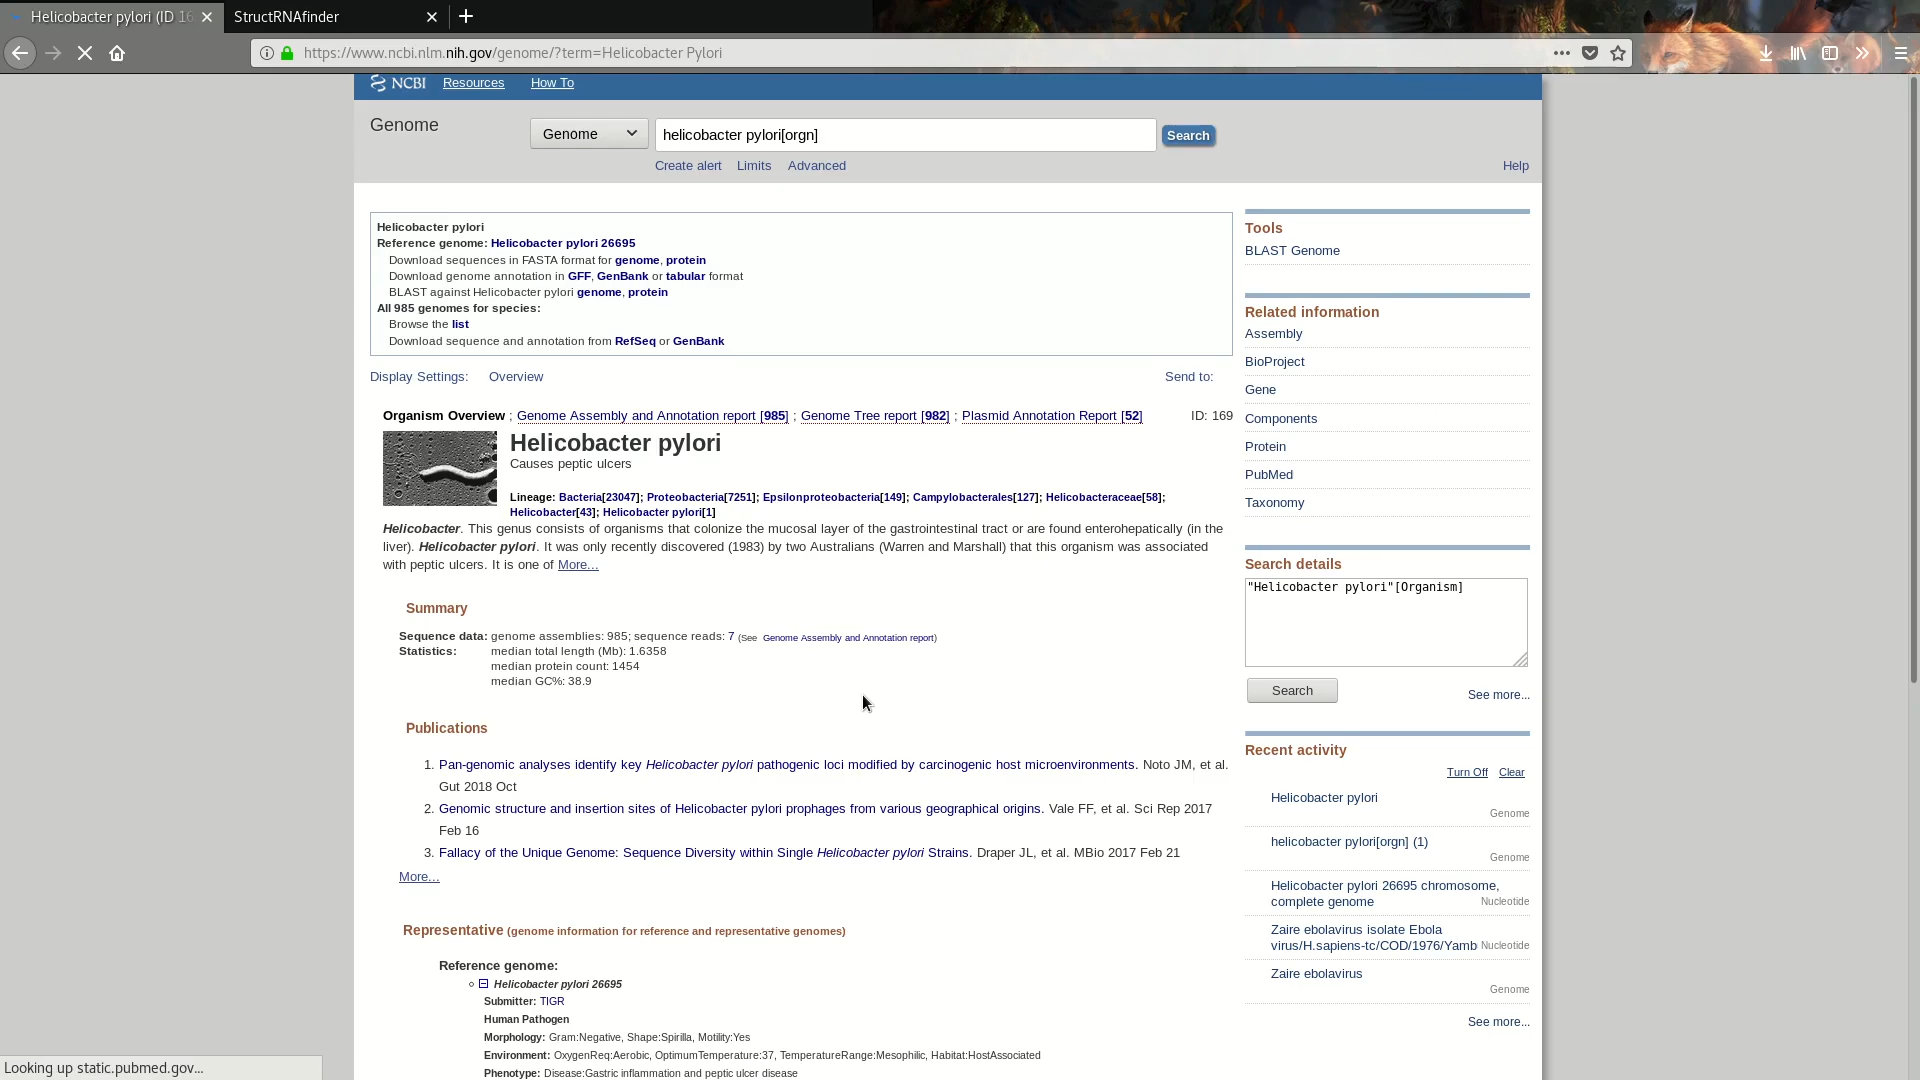 Helicobacter pylori (ID 16
StructRNAfinder
https://www.ncbi.nlm.nih.gov/genome/?term=Helicobacter Pylori
NCBI Resources How To
Genome
Genome
helicobacter pylori[orgn]
Search
Create alert Limits Advanced
Help
Helicobacter pylori
Reference genome: Helicobacter pylori 26695
Download sequences in FASTA format for genome, protein
Download genome annotation in GFF, GenBank or tabular format
BLAST against Helicobacter pylori genome, protein
All 985 genomes for species:
Browse the list
Download sequence and annotation from RefSeq or GenBank
Display Settings: Overview
Send to:
Organism Overview ; Genome Assembly and Annotation report [985] ; Genome Tree report [982] ; Plasmid Annotation Report [52]
ID: 169
Helicobacter pylori
Causes peptic ulcers
Lineage: Bacteria[23047]; Proteobacteria[7251]; Epsilonproteobacteria[149]; Campylobacterales[127]; Helicobacteraceae[58];
Helicobacter[43]; Helicobacter pylori[1]
Helicobacter. This genus consists of organisms that colonize the mucosal layer of the gastrointestinal tract or are found enterohepatically (in the
liver). Helicobacter pylori. It was only recently discovered (1983) by two Australians (Warren and Marshall) that this organism was associated
with peptic ulcers. It is one of More...
Summary
Sequence data: genome assemblies: 985; sequence reads: 7 (See Genome Assembly and Annotation report)
Statistics: median total length (Mb): 1.6358
median protein count: 1454
median GC%: 38.9
Publications
1. Pan-genomic analyses identify key Helicobacter pylori pathogenic loci modified by carcinogenic host microenvironments. Noto JM, et al.
Gut 2018 Oct
2. Genomic structure and insertion sites of Helicobacter pylori prophages from various geographical origins. Vale FF, et al. Sci Rep 2017
Feb 16
3. Fallacy of the Unique Genome: Sequence Diversity within Single Helicobacter pylori Strains. Draper JL, et al. MBio 2017 Feb 21
More...
Representative (genome information for reference and representative genomes)
Reference genome:
Helicobacter pylori 26695
Submitter: TIGR
Human Pathogen
Morphology: Gram:Negative, Shape:Spirilla, Motility:Yes
Environment: OxygenReq:Aerobic, OptimumTemperature:37, TemperatureRange:Mesophilic, Habitat:HostAssociated
Phenotype: Disease:Gastric inflammation and peptic ulcer disease
Tools
BLAST Genome
Related information
Assembly
BioProject
Gene
Components
Protein
PubMed
Taxonomy
Search details
"Helicobacter pylori"[Organism]
Search
See more...
Recent activity
Turn Off Clear
Helicobacter pylori
Genome
helicobacter pylori[orgn] (1)
Genome
Helicobacter pylori 26695 chromosome,
complete genome
Nucleotide
Zaire ebolavirus isolate Ebola
virus/H.sapiens-tc/COD/1976/Yamb
Nucleotide
Zaire ebolavirus
Genome
See more...
Looking up static.pubmed.gov...